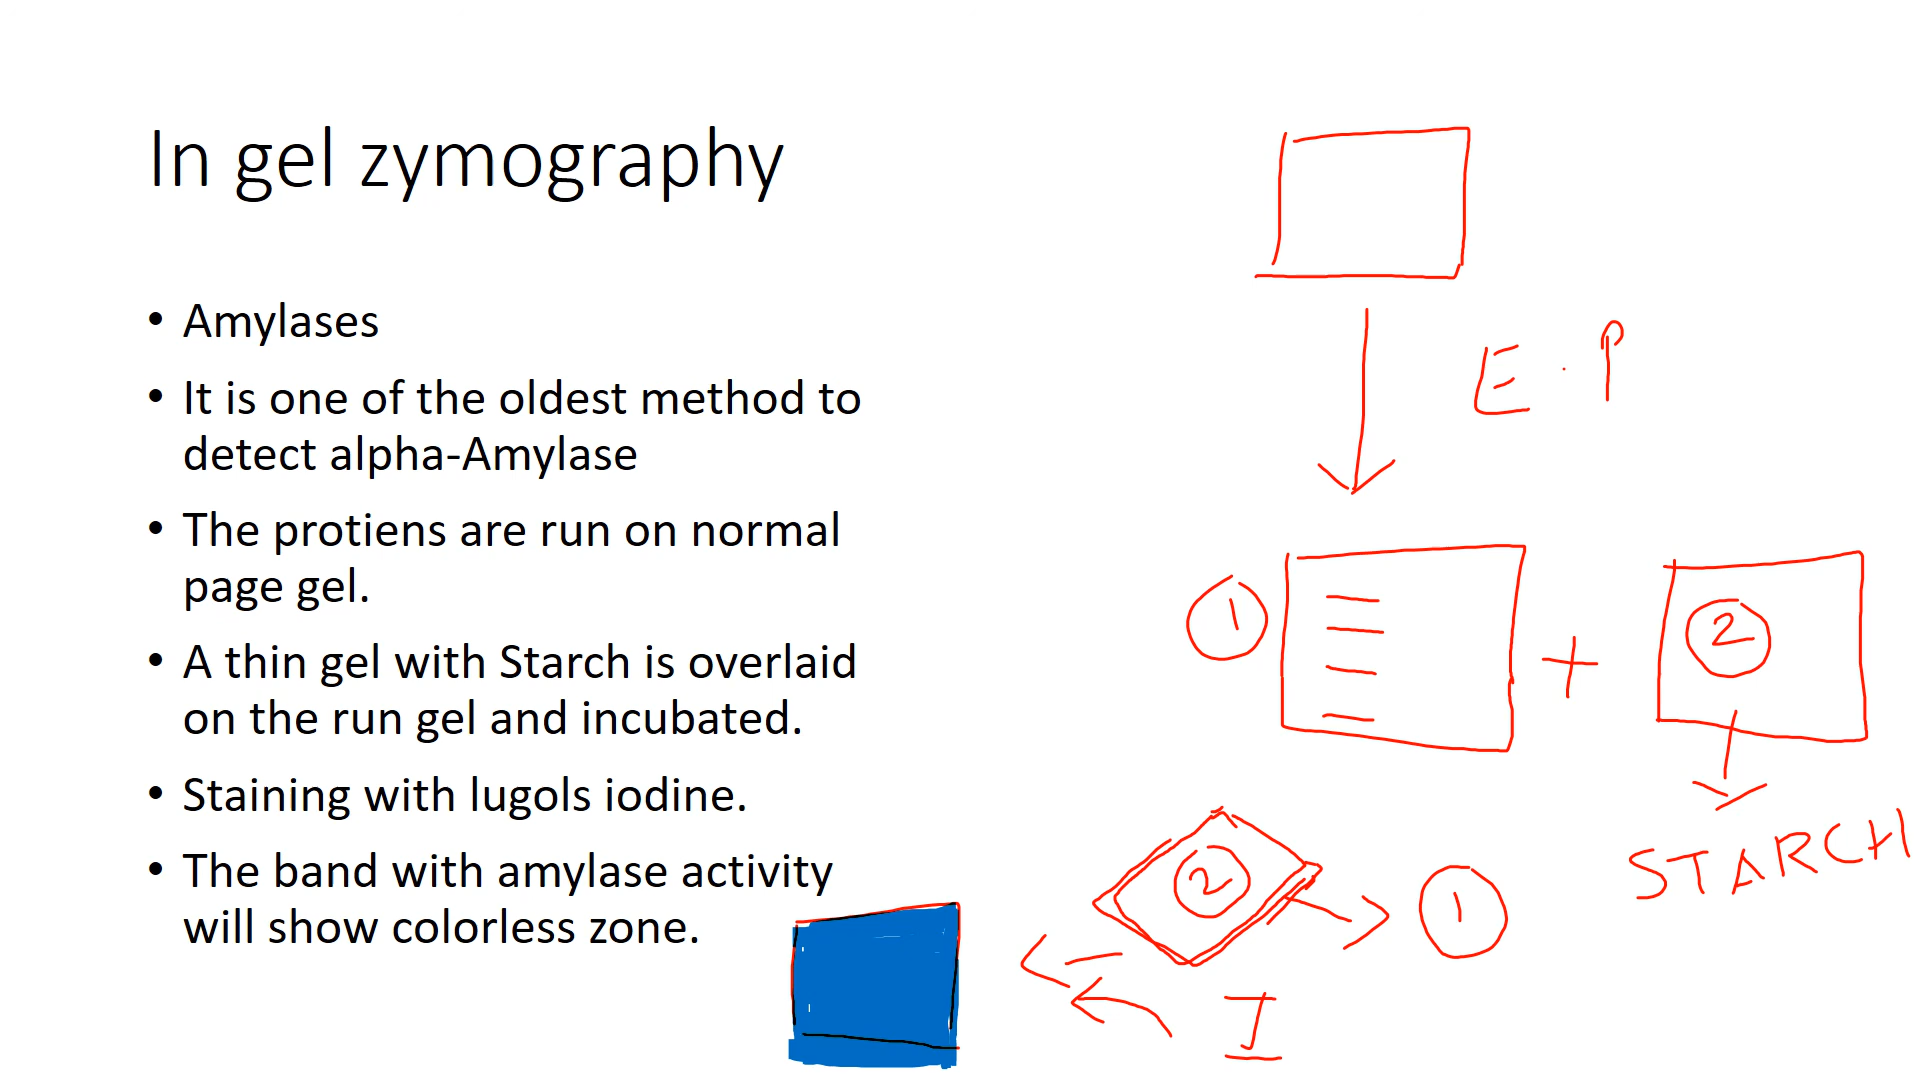 In gel zymography
• Amylases
• It is one of the oldest method to
detect alpha-Amylase
• The protiens are run on normal
page gel.
• A thin gel with Starch is overlaid
on the run gel and incubated.
• Staining with lugols iodine.
• The band with amylase activity
will show colorless zone.
E . P
1
+
2
STARCH
2
1
I